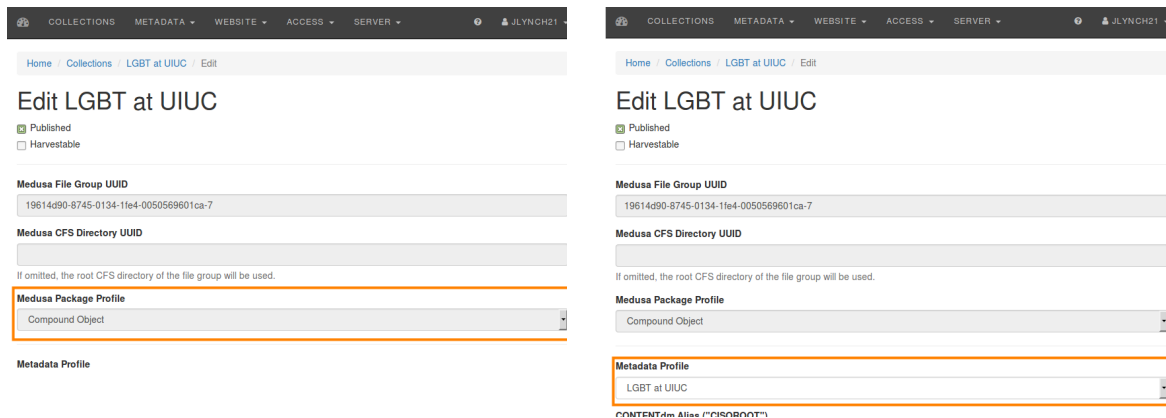 COLLECTIONS METADATA WEBSITE ACCESS SERVER JLYNCH21
Home / Collections / LGBT at UIUC / Edit
Edit LGBT at UIUC
Published
Harvestable
Medusa File Group UUID
19614d90-8745-0134-1fe4-0050569601ca-7
Medusa CFS Directory UUID
If omitted, the root CFS directory of the file group will be used.
Medusa Package Profile
Compound Object
Metadata Profile
COLLECTIONS METADATA WEBSITE ACCESS SERVER JLYNCH21
Home / Collections / LGBT at UIUC / Edit
Edit LGBT at UIUC
Published
Harvestable
Medusa File Group UUID
19614d90-8745-0134-1fe4-0050569601ca-7
Medusa CFS Directory UUID
If omitted, the root CFS directory of the file group will be used.
Medusa Package Profile
Compound Object
Metadata Profile
LGBT at UIUC
CONTENTdm Alias ("CISOROOT")